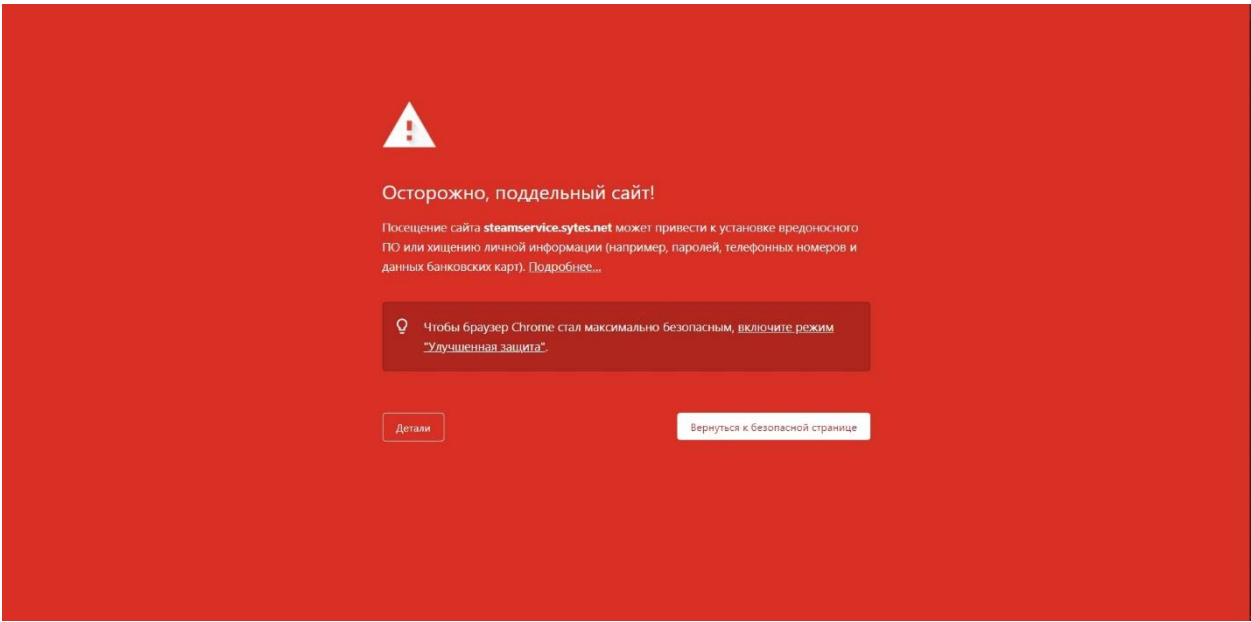 Осторожно, поддельный сайт!
Посещение сайта steamservice.sytes.net может привести к установке вредоносного
ПО или хищению личной информации (например, паролей, телефонных номеров и
данных банковских карт). Подробнее...
Чтобы браузер Chrome стал максимально безопасным, включите режим
"Улучшенная защита".
Детали
Вернуться к безопасной странице